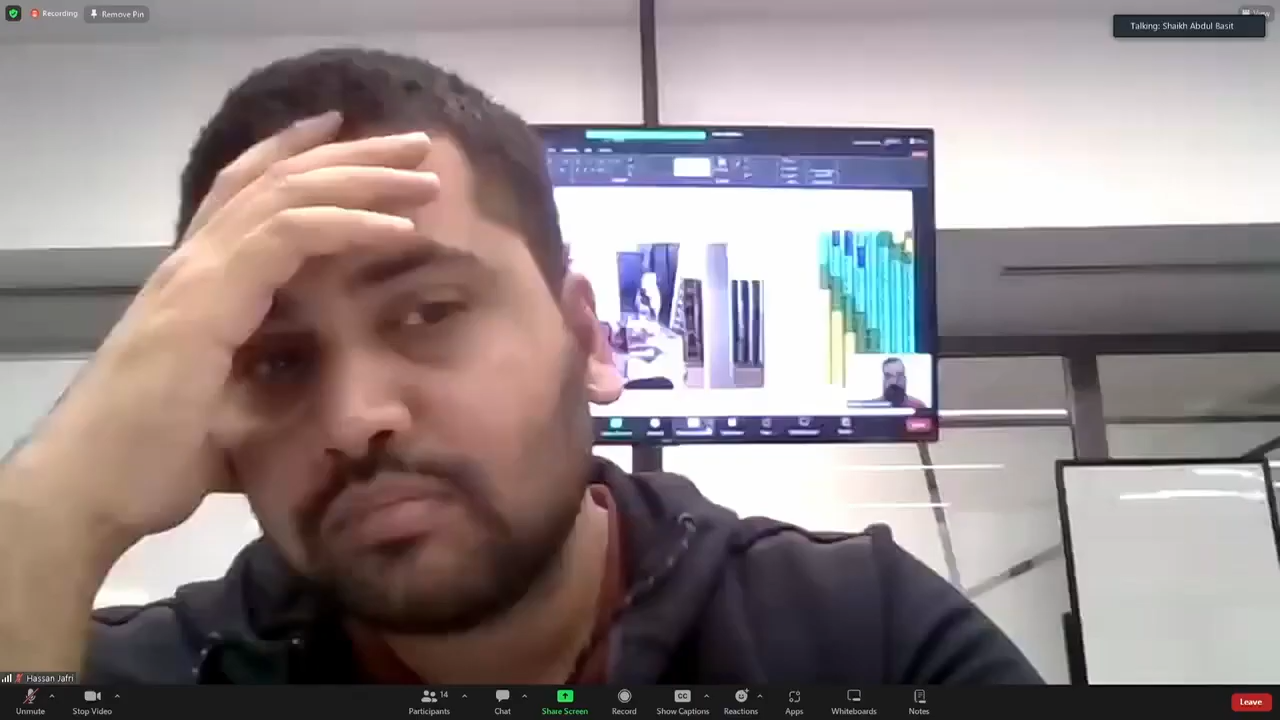 Recording
Remove Pin
View
Talking: Shaikh Abdul Basit
Hassan Jafri
Unmute
Stop Video
Participants
14
Chat
Share Screen
Record
Show Captions
Reactions
Apps
Whiteboards
Notes
Leave